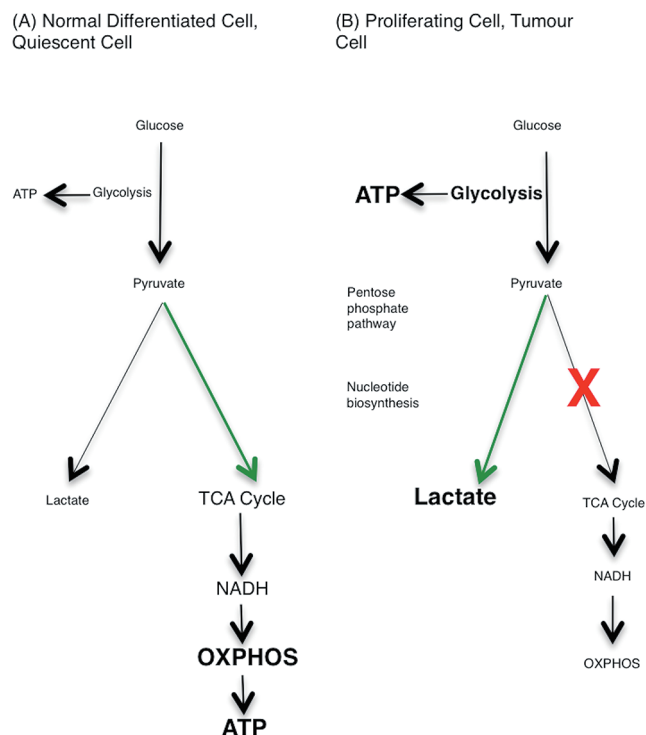 (A) Normal Differentiated Cell,
Quiescent Cell
Glucose
ATP
Glycolysis
Pyruvate
Lactate
TCA Cycle
NADH
OXPHOS
ATP
(B) Proliferating Cell, Tumour
Cell
Glucose
ATP
Glycolysis
Pyruvate
Pentose
phosphate
pathway
Nucleotide
biosynthesis
X
Lactate
TCA Cycle
NADH
OXPHOS